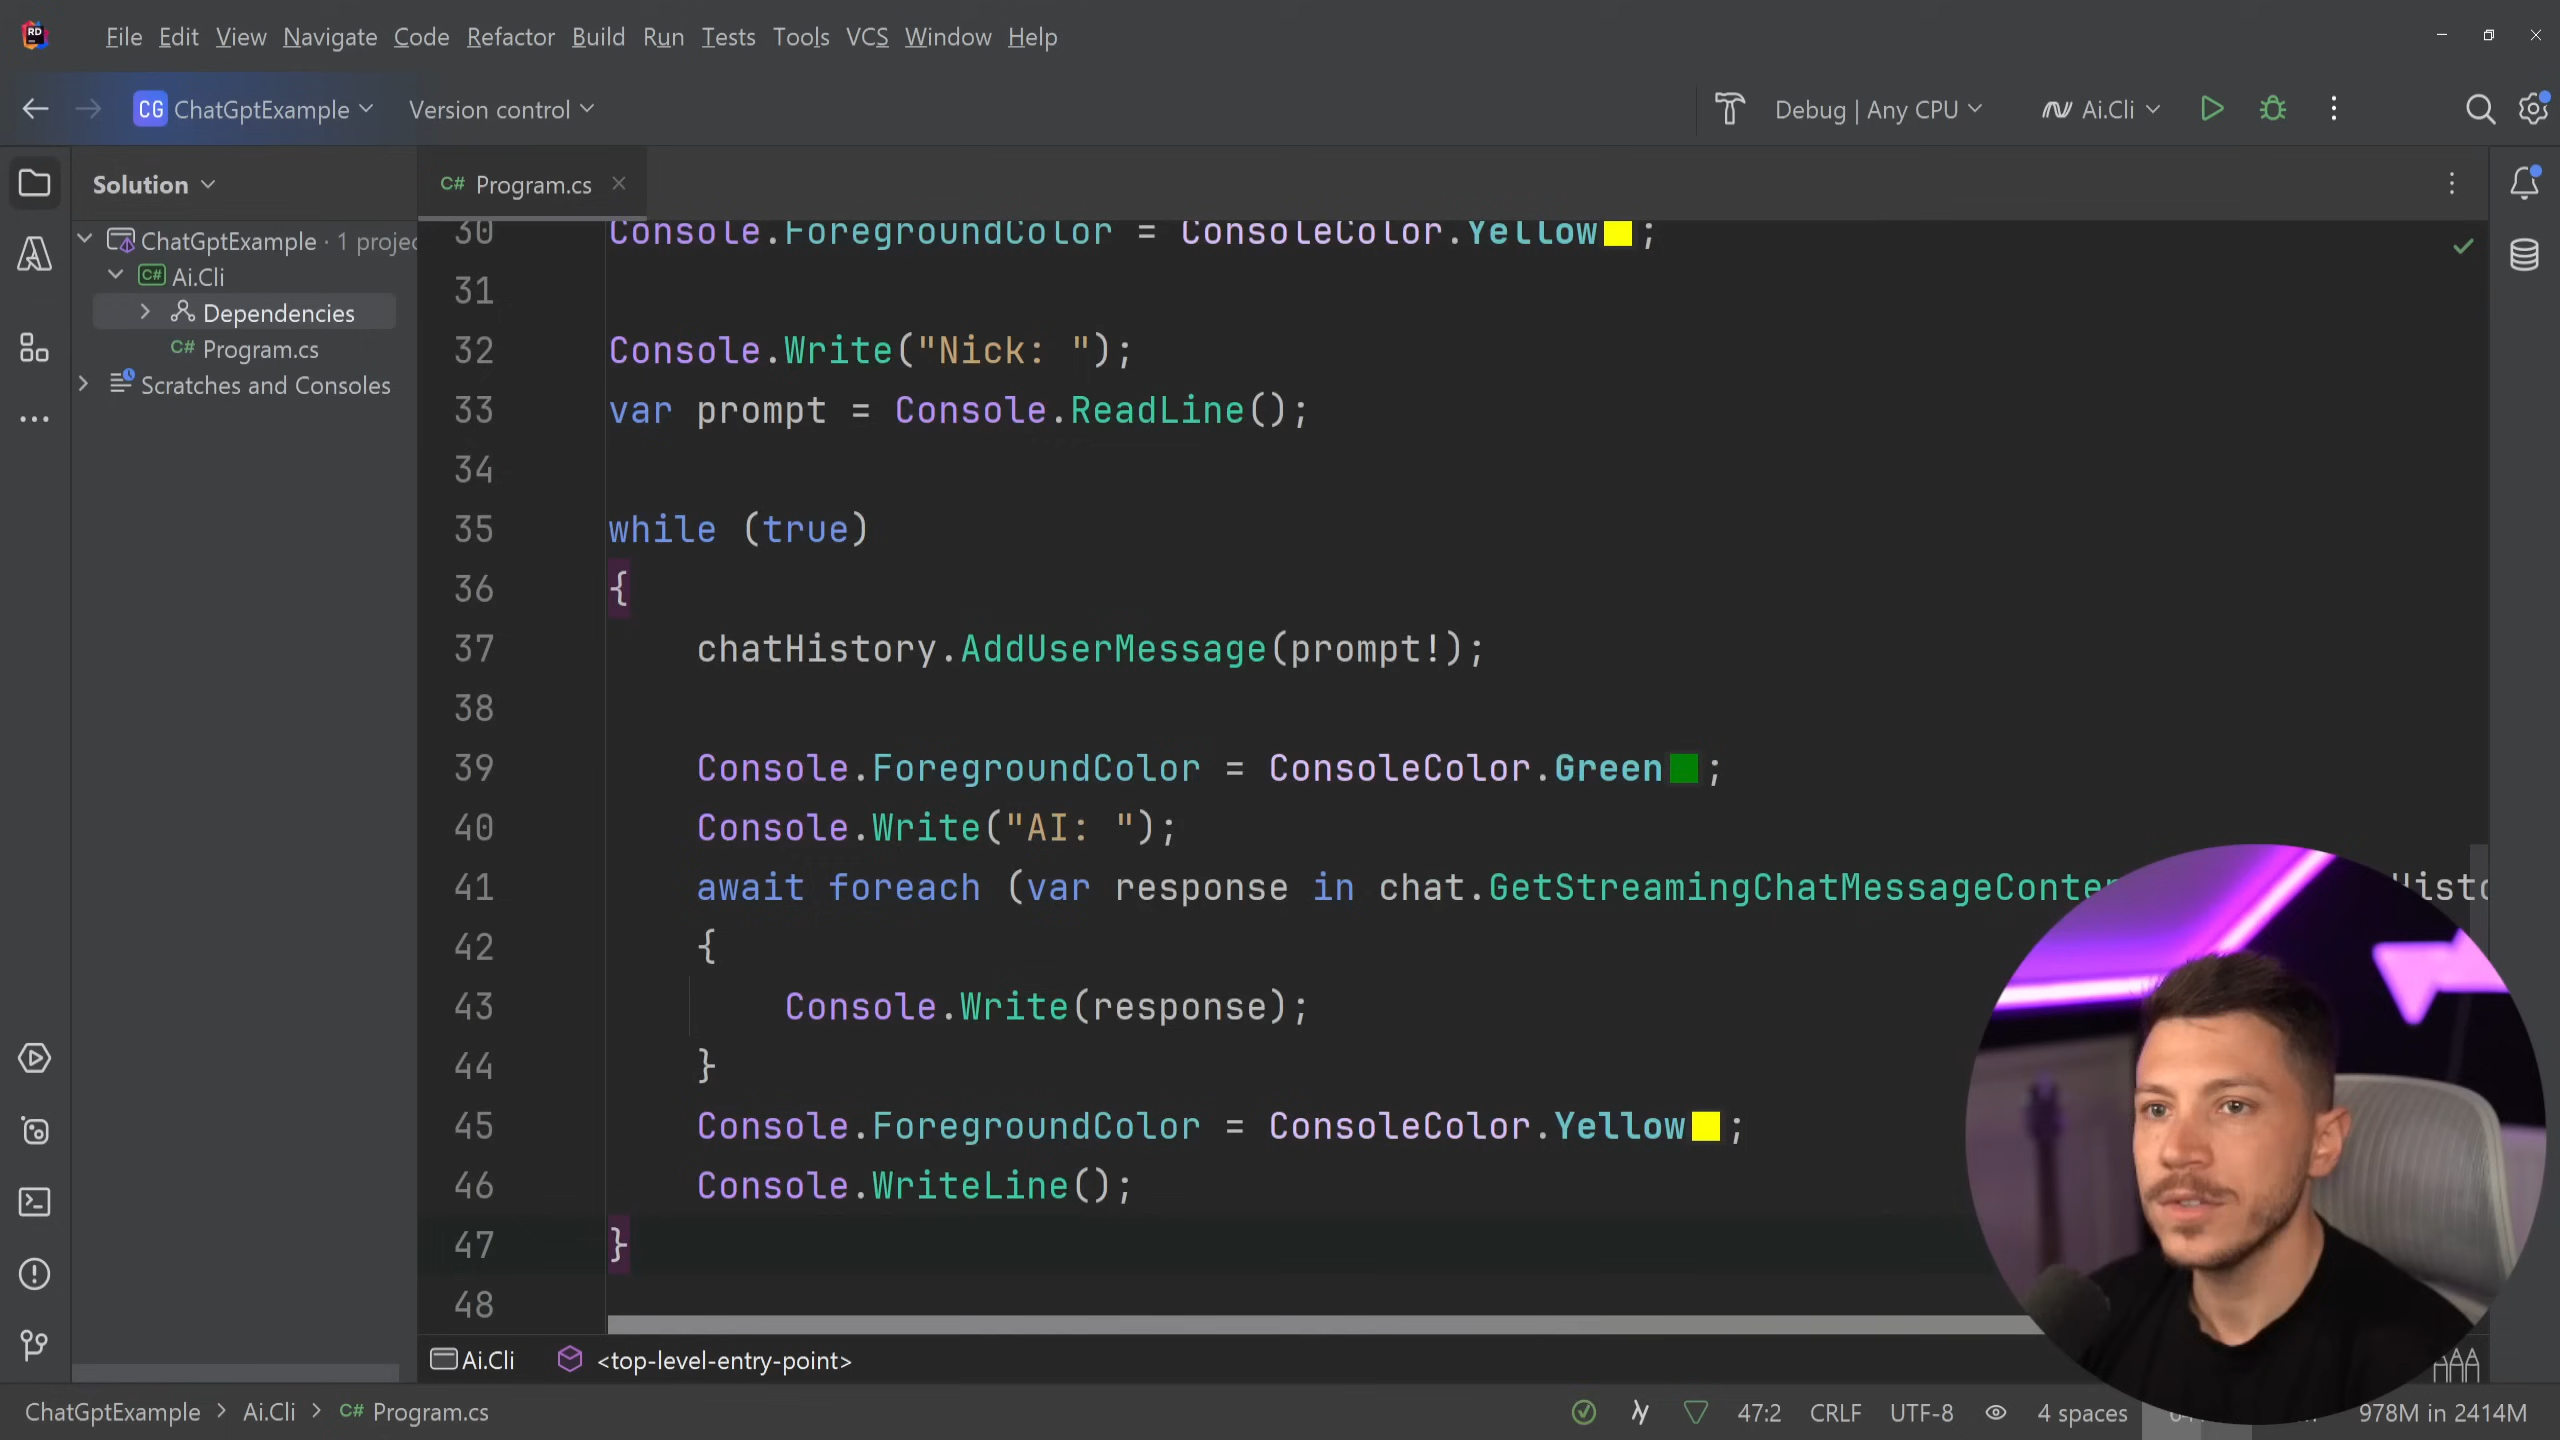 RD File Edit View Navigate Code Refactor Build Run Tests Tools VCS Window Help
CG ChatGptExample Version control Debug | Any CPU Ai.Cli
Solution
C# Program.cs
ChatGptExample · 1
C# Ai.Cli
Dependencies
C# Program.cs
Scratches and Consoles
30 Console.ForegroundColor = ConsoleColor.Yellow;
31
32 Console.Write("Nick: ");
33 var prompt = Console.ReadLine();
34
35 while (true)
36 {
37 chatHistory.AddUserMessage(prompt!);
38
39 Console.ForegroundColor = ConsoleColor.Green;
40 Console.Write("AI: ");
41 await foreach (var response in chat.
42 {
43 Console.Write(response);
44 }
45 Console.ForegroundColor = ConsoleColor.Yellow;
46 Console.WriteLine();
47 }
48
Ai.Cli <top-level-entry-point>
ChatGptExample > Ai.Cli > C# Program.cs
47:2 CRLF UTF-8 4 spaces 978M in 2414M